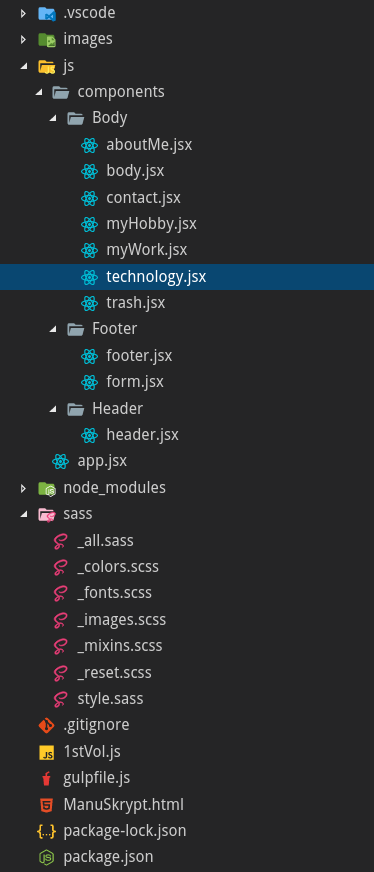 .vscode
images
js
components
Body
aboutMe.jsx
body.jsx
contact.jsx
myHobby.jsx
myWork.jsx
technology.jsx
trash.jsx
Footer
footer.jsx
form.jsx
Header
header.jsx
app.jsx
node_modules
sass
_all.sass
_colors.scss
_fonts.scss
_images.scss
_mixins.scss
_reset.scss
style.sass
.gitignore
1stVol.js
gulpfile.js
ManuSkrypt.html
package-lock.json
package.json